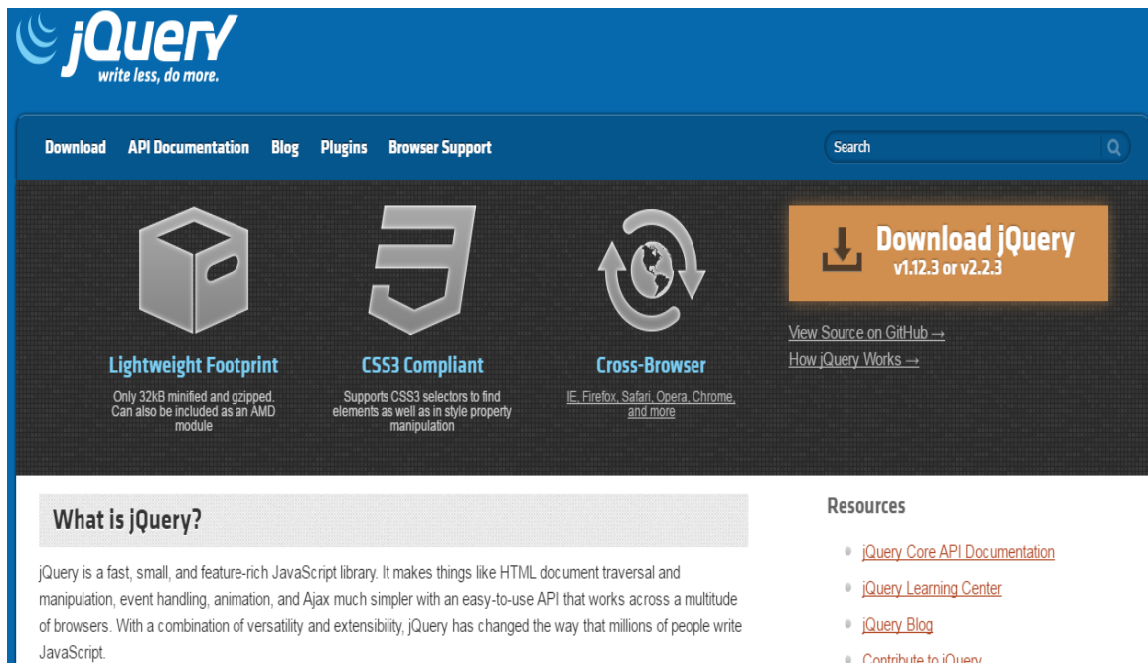 jQuery
write less, do more.
Download API Documentation Blog Plugins Browser Support
Search
Lightweight Footprint
Only 32kB minified and gzipped.
Can also be included as an AMD
module
CSS3 Compliant
Supports CSS3 selectors to find
elements as well as in style property
manipulation
Cross-Browser
IE, Firefox, Safari, Opera, Chrome,
and more
Download jQuery
v1.12.3 or v2.2.3
View Source on GitHub →
How jQuery Works →
What is jQuery?
jQuery is a fast, small, and feature-rich JavaScript library. It makes things like HTML document traversal and
manipulation, event handling, animation, and Ajax much simpler with an easy-to-use API that works across a multitude
of browsers. With a combination of versatility and extensibility, jQuery has changed the way that millions of people write
JavaScript.
Resources
jQuery Core API Documentation
jQuery Learning Center
jQuery Blog
Contribute to jQuery